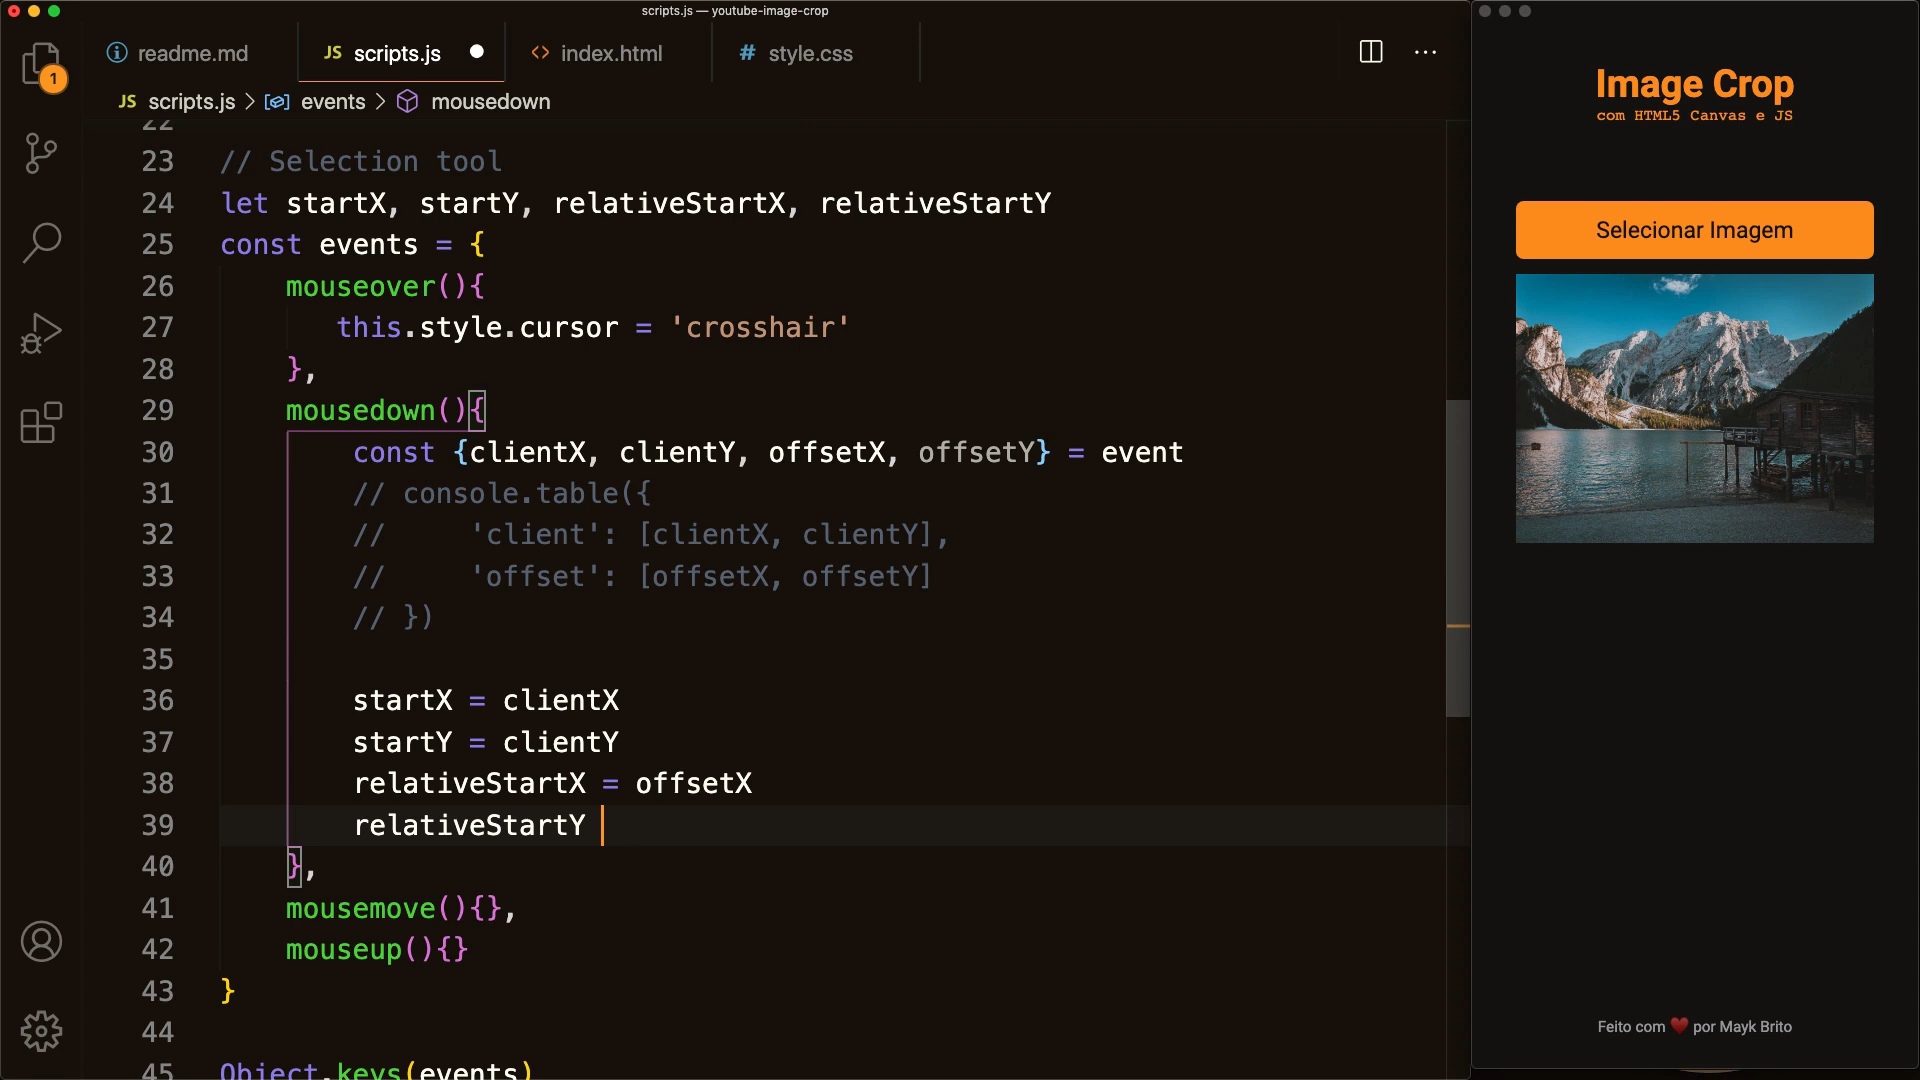 scripts.js — youtube-image-crop
readme.md
JS scripts.js
index.html
# style.css
1
JS scripts.js > events > mousedown
22
23 // Selection tool
24 let startX, startY, relativeStartX, relativeStartY
25 const events = {
26 mouseover(){
27 this.style.cursor = 'crosshair'
28 },
29 mousedown(){
30 const {clientX, clientY, offsetX, offsetY} = event
31 // console.table({
32 // 'client': [clientX, clientY],
33 // 'offset': [offsetX, offsetY]
34 // })
35
36 startX = clientX
37 startY = clientY
38 relativeStartX = offsetX
39 relativeStartY
40 },
41 mousemove(){},
42 mouseup(){}
43 }
44
45 Object.keys(events)
Image Crop
com HTML5 Canvas e JS
Selecionar Imagem
Feito com ❤️ por Mayk Brito